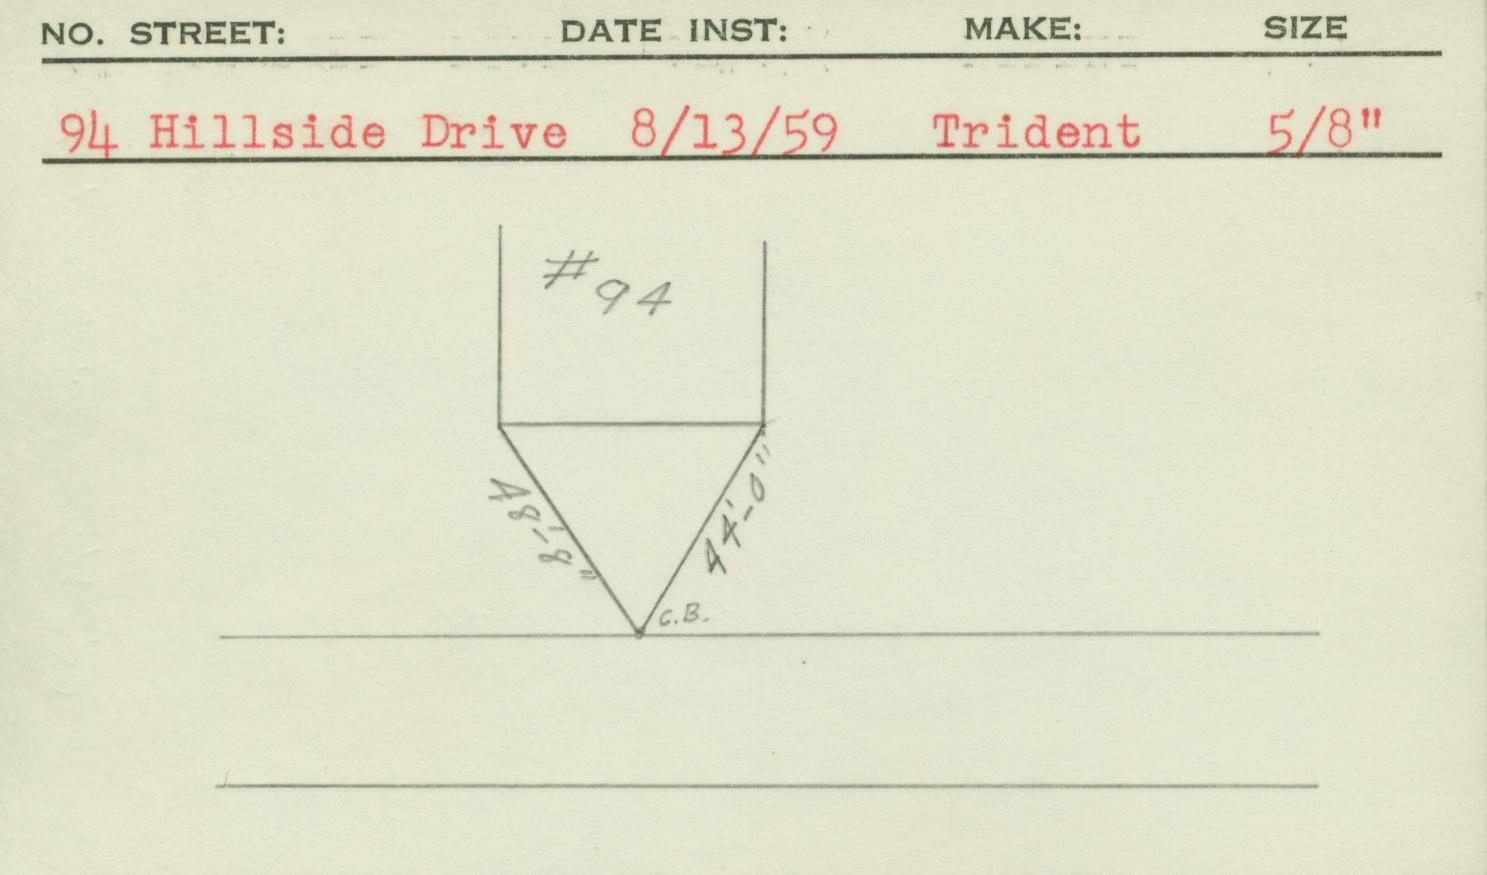 NO. STREET: DATE INST: MAKE: SIZE
94 Hillside Drive 8/13/59 Trident 5/8"
#94
48'-8"
44'-0"
C.B.